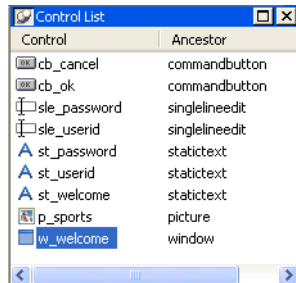 Control List
Control Ancestor
cb_cancel commandbutton
cb_ok commandbutton
sle_password singlelineedit
sle_userid singlelineedit
st_password statictext
st_userid statictext
st_welcome statictext
p_sports picture
w_welcome window